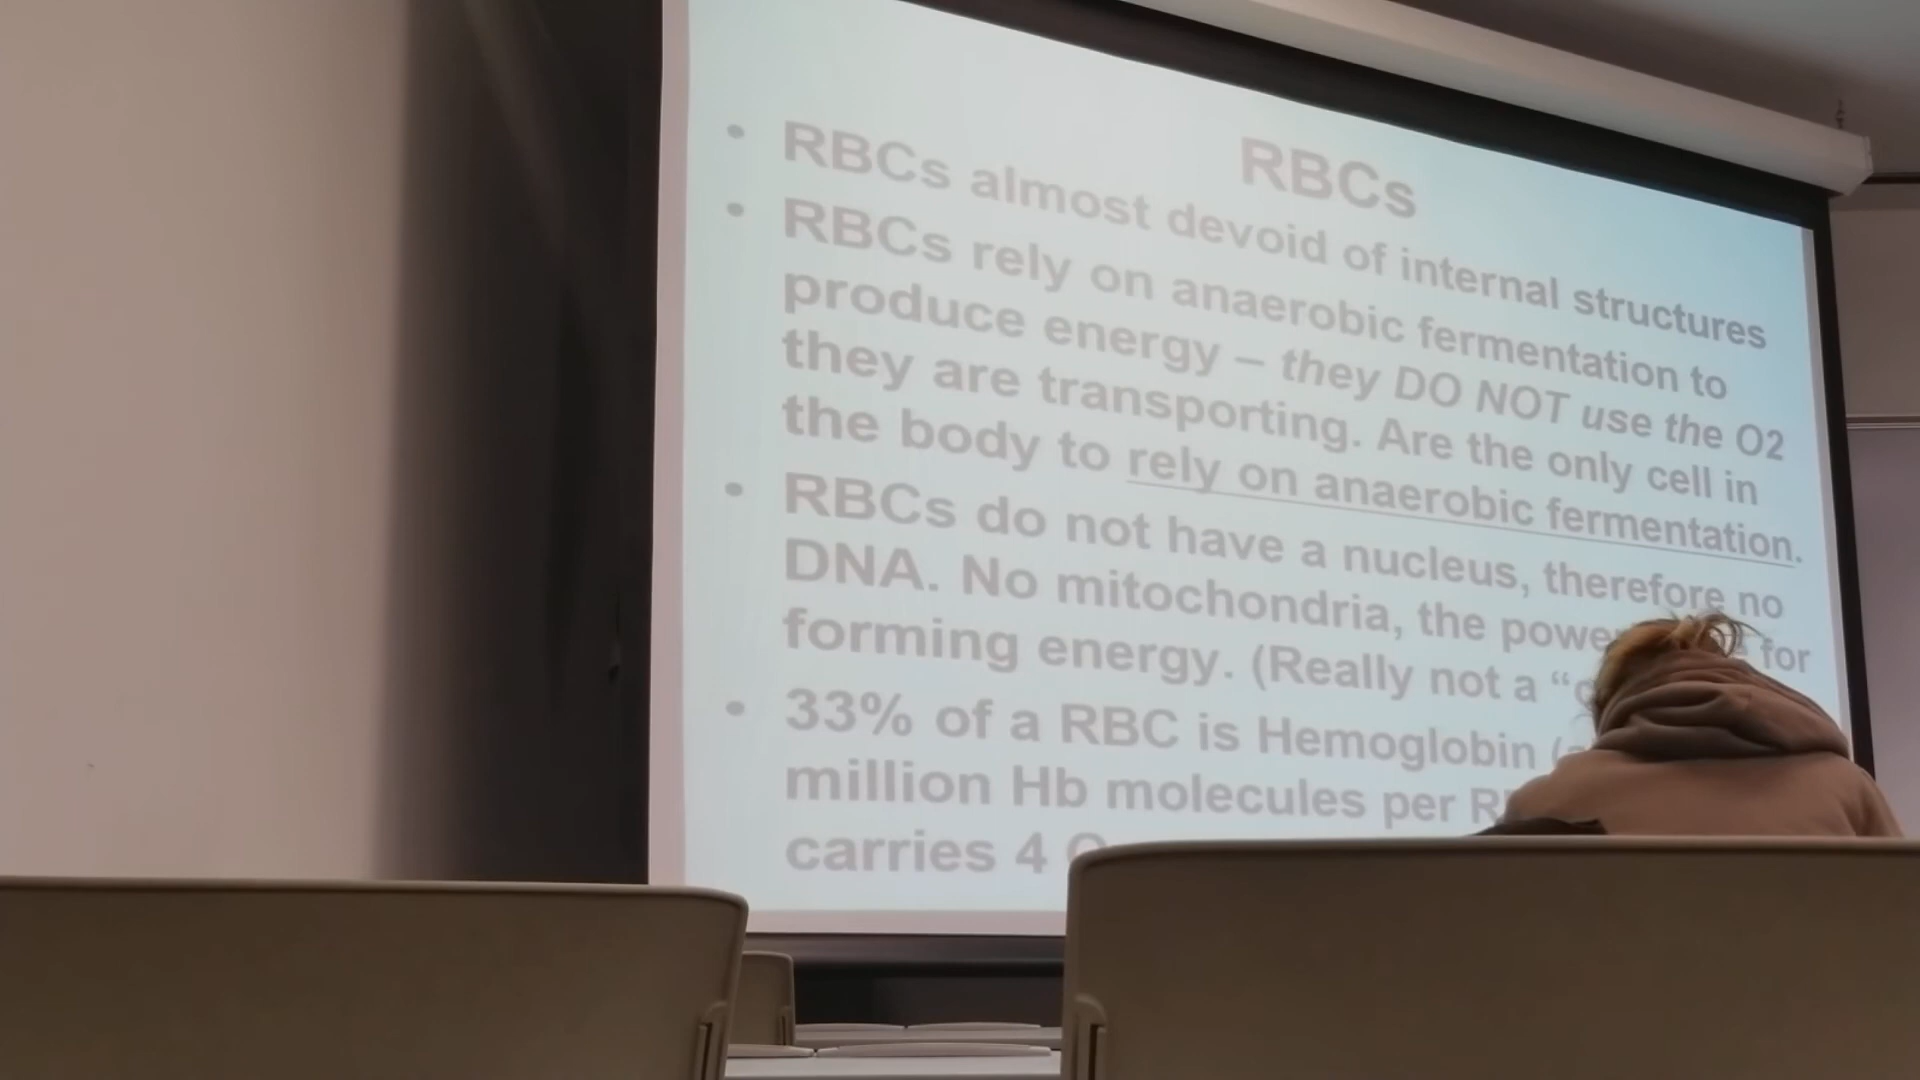 RBCs
• RBCs almost devoid of internal structures
• RBCs rely on anaerobic fermentation to
produce energy – they DO NOT use the O2
they are transporting. Are the only cell in
the body to rely on anaerobic fermentation.
• RBCs do not have a nucleus, therefore no
DNA. No mitochondria, the for
forming energy. (Really not a
• 33% of a RBC is Hemoglobin
million Hb molecules per
carries 4